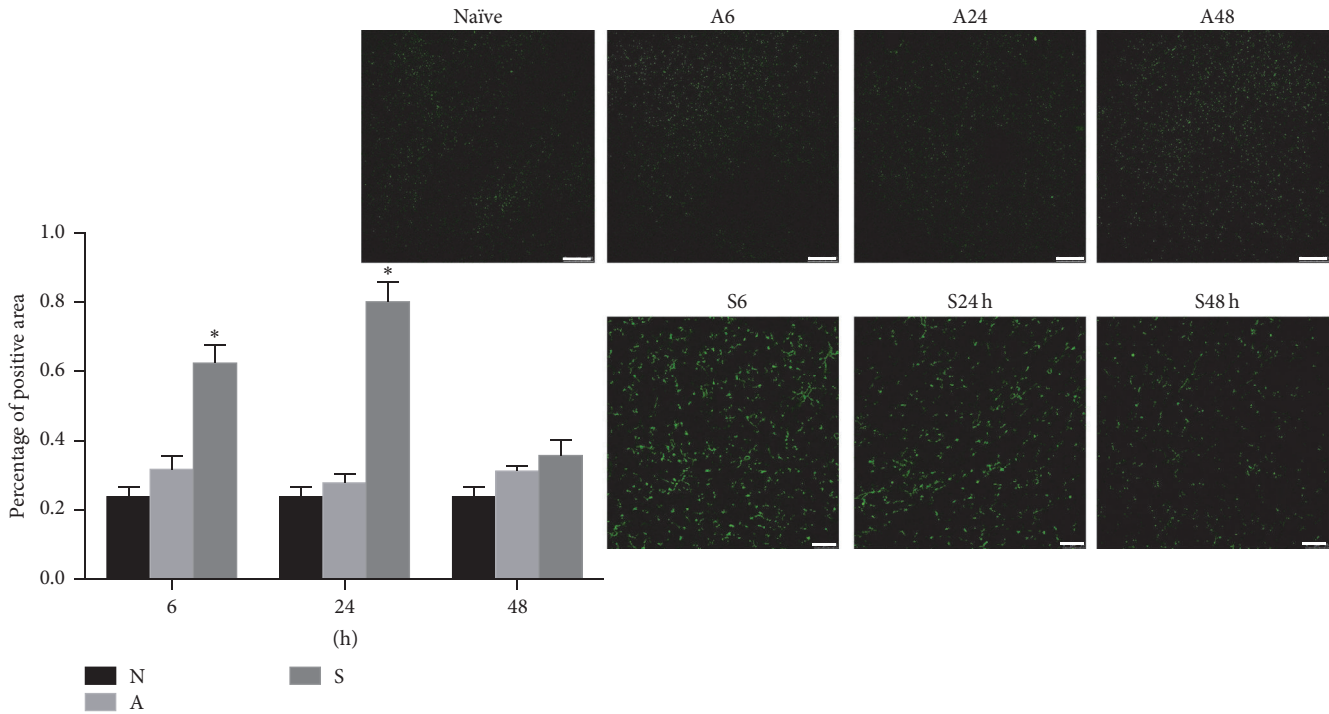 Naïve A6 A24 A48
S6 S24 h S48 h
Percentage of positive area
1.0
0.8
0.6
0.4
0.2
0.0
* *
6 24 48
(h)
N S
A